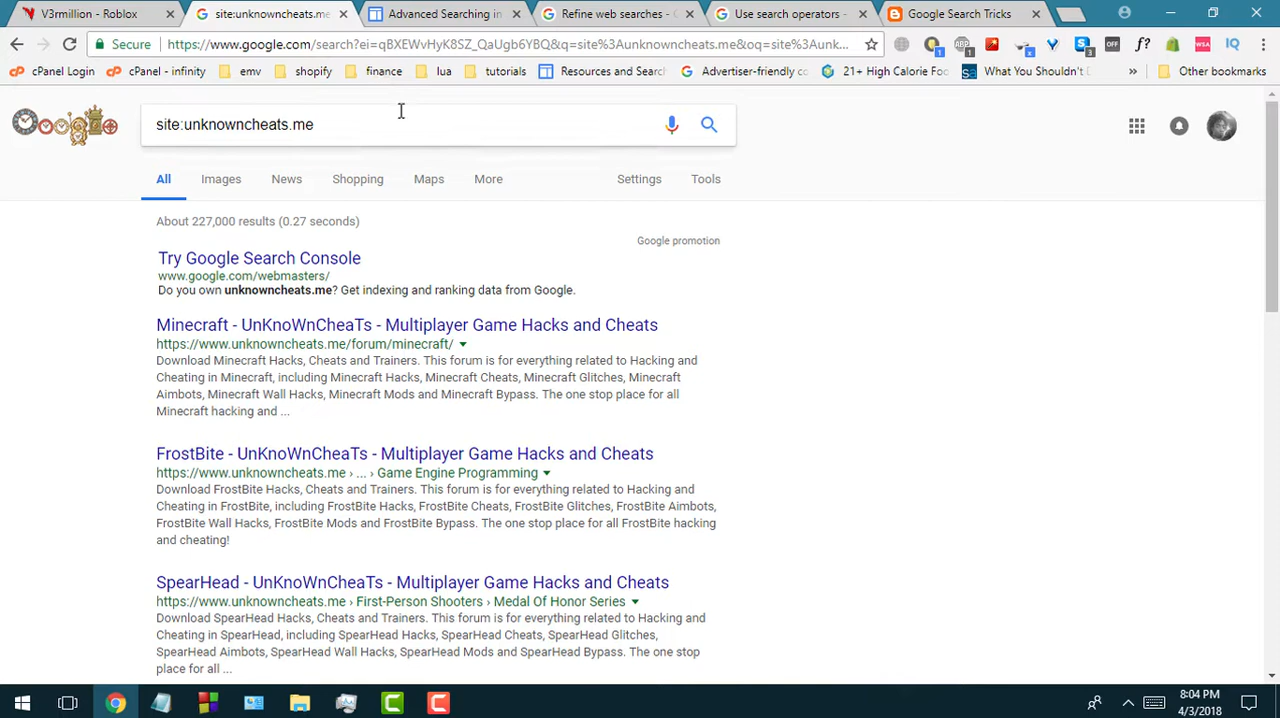 V3rmillion - Roblox
site:unknowncheats.me
Advanced Searching in
Refine web searches -
Use search operators -
Google Search Tricks
Secure
https://www.google.com/search?ei=qBXEWvHyK8SZ_QaUgb6YBQ&q=site%3Aunknowncheats.me&oq=site%3Aunk...
cPanel Login
cPanel - infinity
emv
shopify
finance
lua
tutorials
Resources and Searc
Advertiser-friendly co
21+ High Calorie Foo
What You Shouldn't D
»
Other bookmarks
site:unknowncheats.me
All
Images
News
Shopping
Maps
More
Settings
Tools
About 227,000 results (0.27 seconds)
Google promotion
Try Google Search Console
www.google.com/webmasters/
Do you own unknowncheats.me? Get indexing and ranking data from Google.
Minecraft - UnKnoWnCheaTs - Multiplayer Game Hacks and Cheats
https://www.unknowncheats.me/forum/minecraft/
Download Minecraft Hacks, Cheats and Trainers. This forum is for everything related to Hacking and
Cheating in Minecraft, including Minecraft Hacks, Minecraft Cheats, Minecraft Glitches, Minecraft
Aimbots, Minecraft Wall Hacks, Minecraft Mods and Minecraft Bypass. The one stop place for all
Minecraft hacking and ...
FrostBite - UnKnoWnCheaTs - Multiplayer Game Hacks and Cheats
https://www.unknowncheats.me › ... › Game Engine Programming
Download FrostBite Hacks, Cheats and Trainers. This forum is for everything related to Hacking and
Cheating in FrostBite, including FrostBite Hacks, FrostBite Cheats, FrostBite Glitches, FrostBite Aimbots,
FrostBite Wall Hacks, FrostBite Mods and FrostBite Bypass. The one stop place for all FrostBite hacking
and cheating!
SpearHead - UnKnoWnCheaTs - Multiplayer Game Hacks and Cheats
https://www.unknowncheats.me › First-Person Shooters › Medal Of Honor Series
Download SpearHead Hacks, Cheats and Trainers. This forum is for everything related to Hacking and
Cheating in SpearHead, including SpearHead Hacks, SpearHead Cheats, SpearHead Glitches,
SpearHead Aimbots, SpearHead Wall Hacks, SpearHead Mods and SpearHead Bypass. The one stop
place for all ...
8:04 PM
4/3/2018